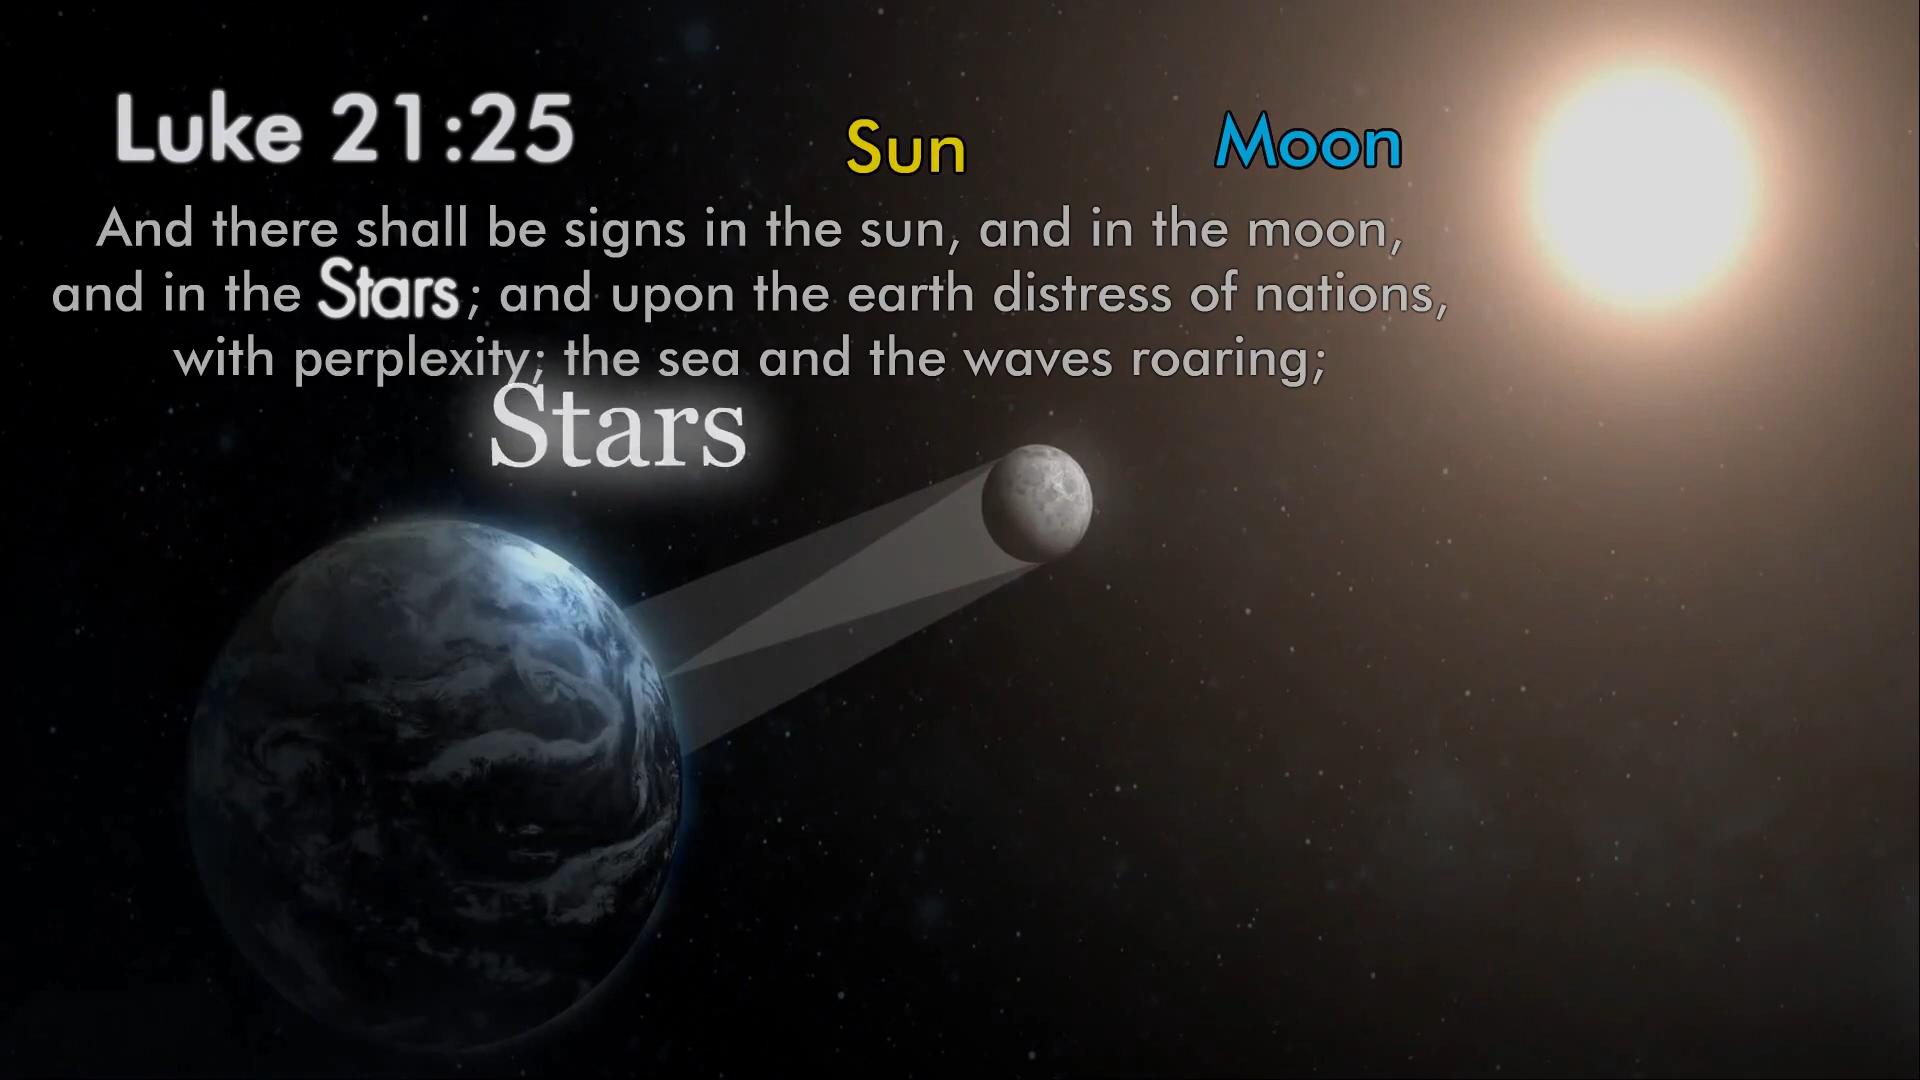 Luke 21:25
Sun
Moon
And there shall be signs in the sun, and in the moon,
and in the Stars; and upon the earth distress of nations,
with perplexity; the sea and the waves roaring;
Stars